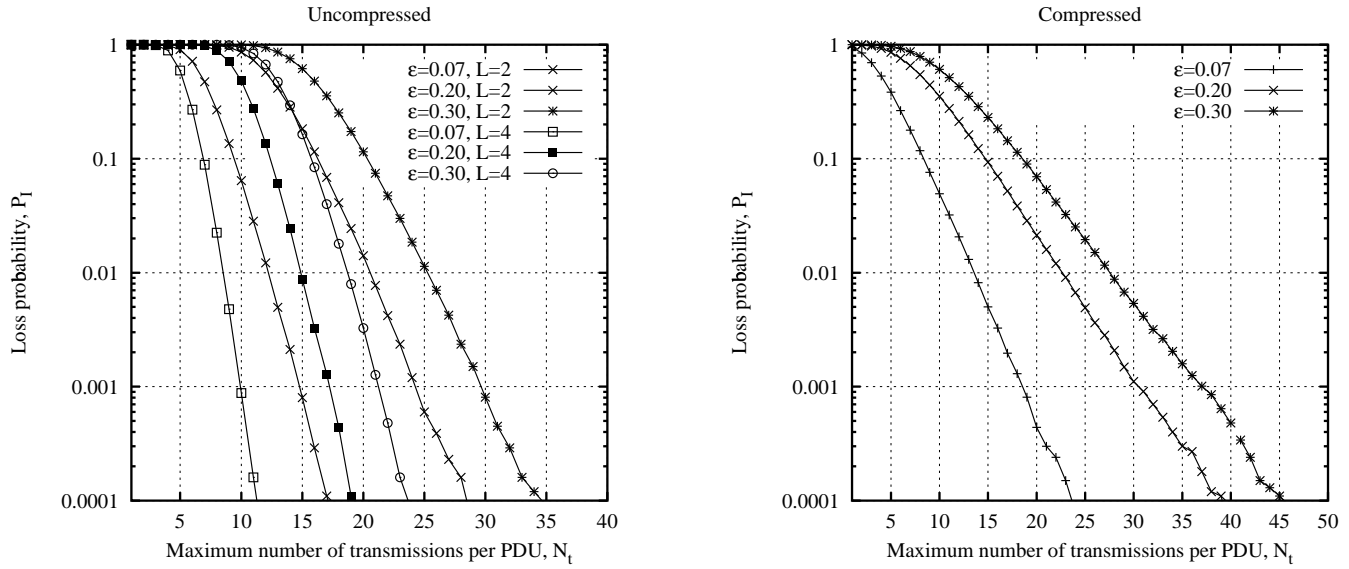 Uncompressed
1
0.1
0.01
0.001
0.0001
Loss probability, P_I
5 10 15 20 25 30 35 40
Maximum number of transmissions per PDU, N_t
ε=0.07, L=2
ε=0.20, L=2
ε=0.30, L=2
ε=0.07, L=4
ε=0.20, L=4
ε=0.30, L=4
Compressed
1
0.1
0.01
0.001
0.0001
Loss probability, P_I
5 10 15 20 25 30 35 40 45 50
Maximum number of transmissions per PDU, N_t
ε=0.07
ε=0.20
ε=0.30